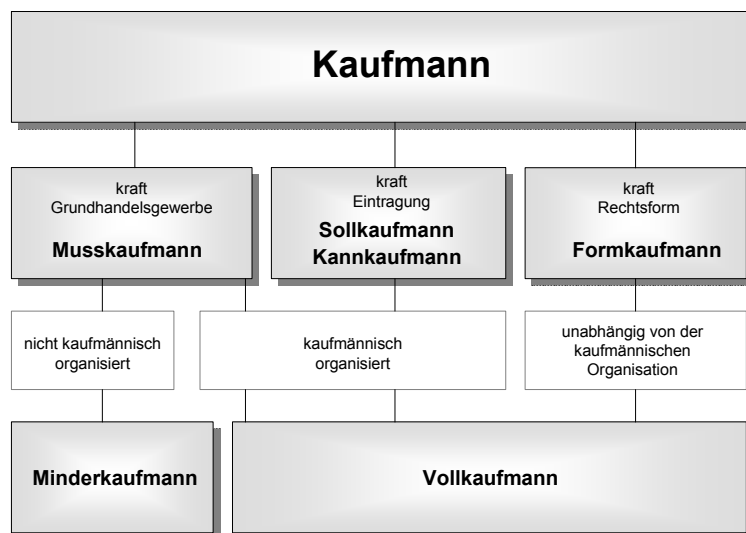 Kaufmann
kraft
Grundhandelsgewerbe
Musskaufmann
kraft
Eintragung
Sollkaufmann
Kannkaufmann
kraft
Rechtsform
Formkaufmann
nicht kaufmännisch
organisiert
kaufmännisch
organisiert
unabhängig von der
kaufmännischen
Organisation
Minderkaufmann
Vollkaufmann